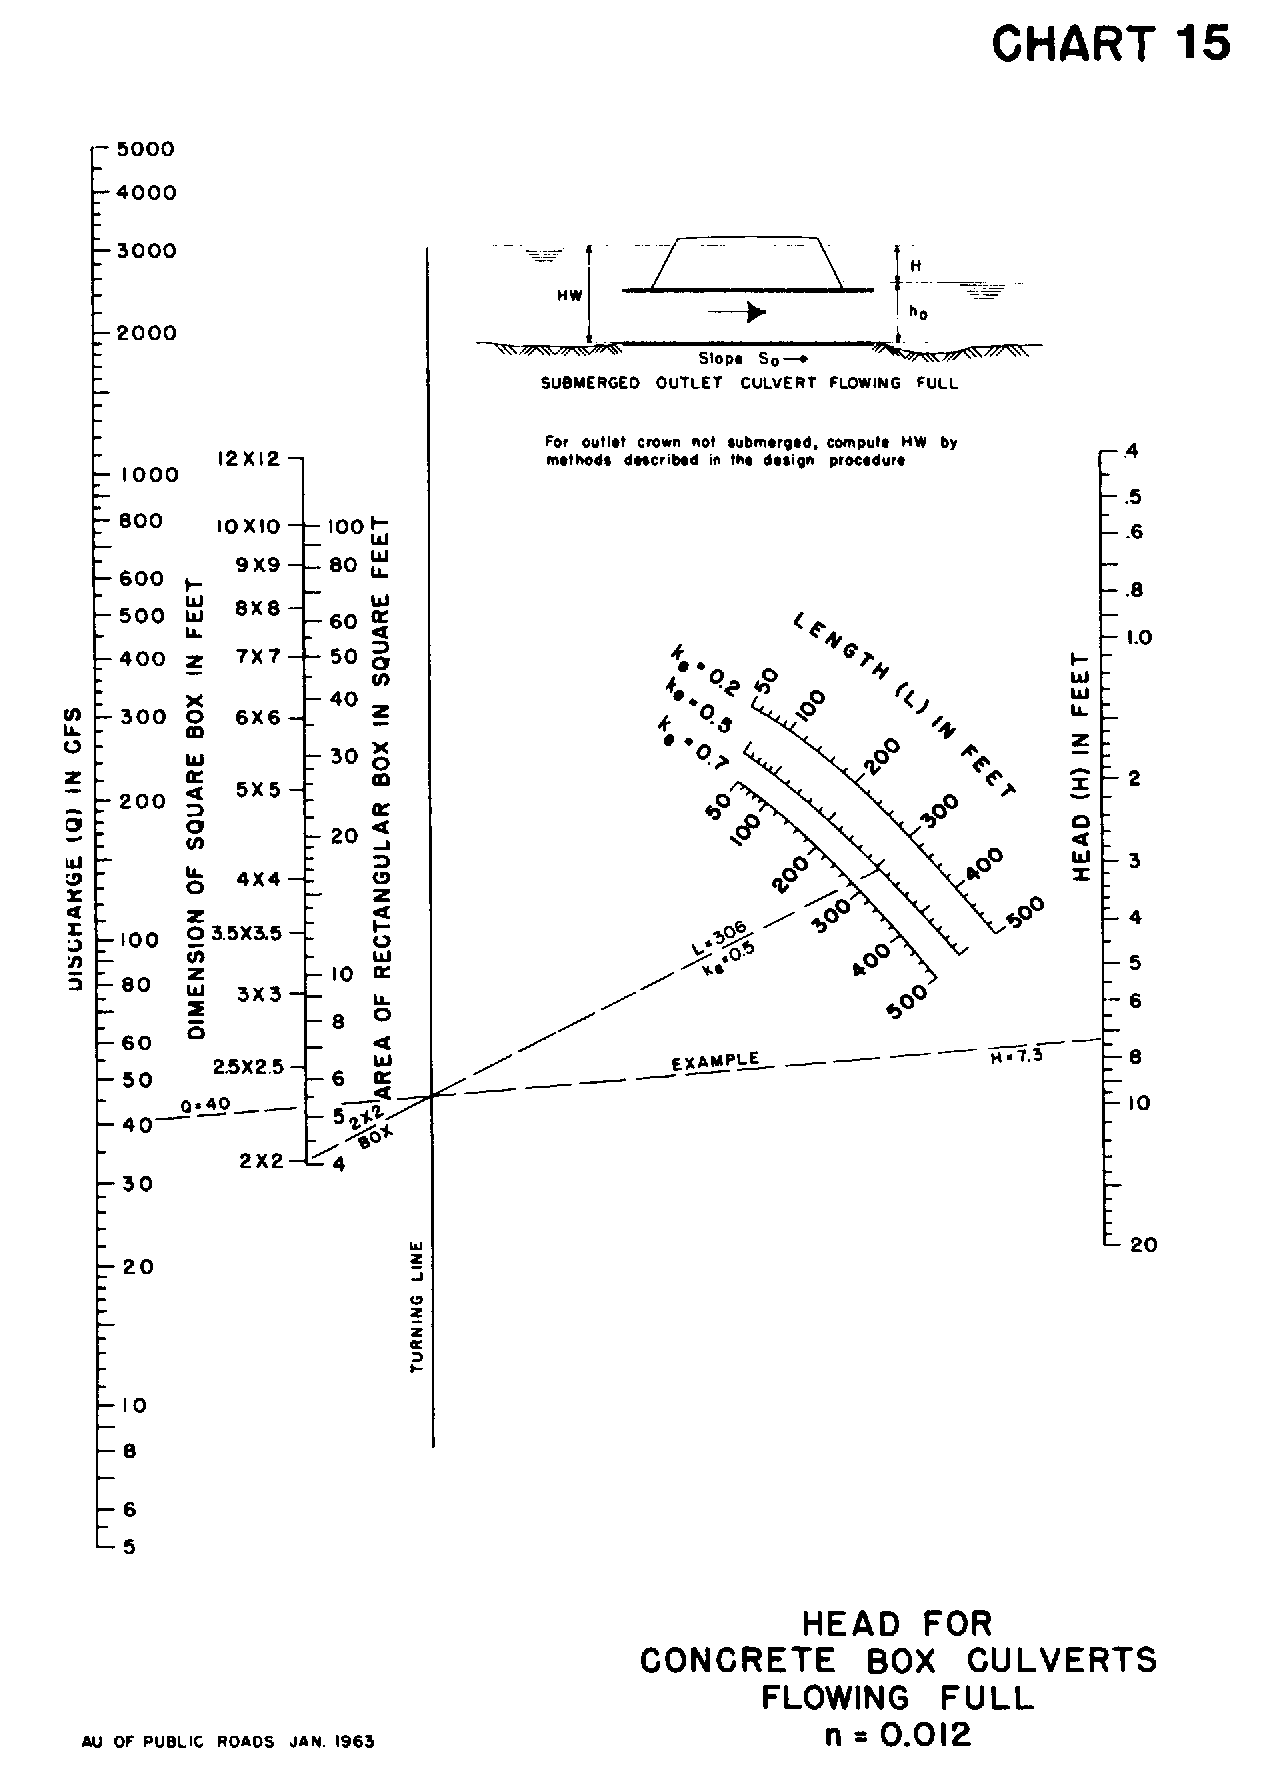 CHART 15
5000
4000
3000
2000
1000
800
600
500
400
300
200
100
80
60
50
40
30
20
10
8
6
5
DISCHARGE (Q) IN CFS
12X12
10X10
9X9
8X8
7X7
6X6
5X5
4X4
3.5X3.5
3X3
2.5X2.5
2X2
DIMENSION OF SQUARE BOX IN FEET
100
80
60
50
40
30
20
10
8
6
5
4
AREA OF RECTANGULAR BOX IN SQUARE FEET
TURNING LINE
HW
H
ho
Slope So
SUBMERGED OUTLET CULVERT FLOWING FULL
For outlet crown not submerged, compute HW by
methods described in the design procedure
LENGTH (L) IN FEET
ke=0.2
50
100
200
300
400
500
ke=0.5
ke=0.7
50
100
200
300
400
500
L=306
ke=0.5
Q=40
2X2
BOX
EXAMPLE
H=7.3
.4
.5
.6
.8
1.0
2
3
4
5
6
8
10
20
HEAD (H) IN FEET
HEAD FOR
CONCRETE BOX CULVERTS
FLOWING FULL
n = 0.012
AU OF PUBLIC ROADS JAN. 1963